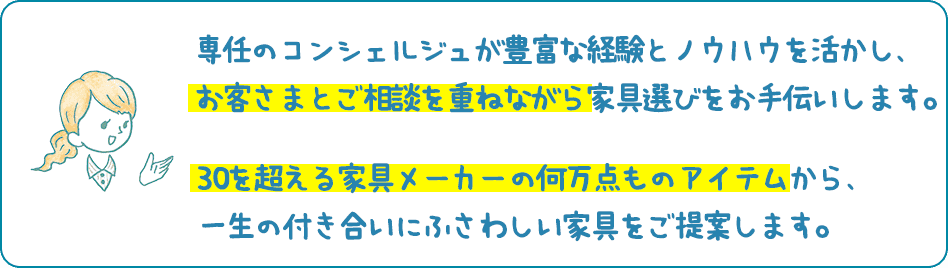 専任のコンシェルジュが豊富な経験とノウハウを活かし、
お客さまとご相談を重ねながら家具選びをお手伝いします。
30を超える家具メーカーの何万点ものアイテムから、
一生の付き合いにふさわしい家具をご提案します。